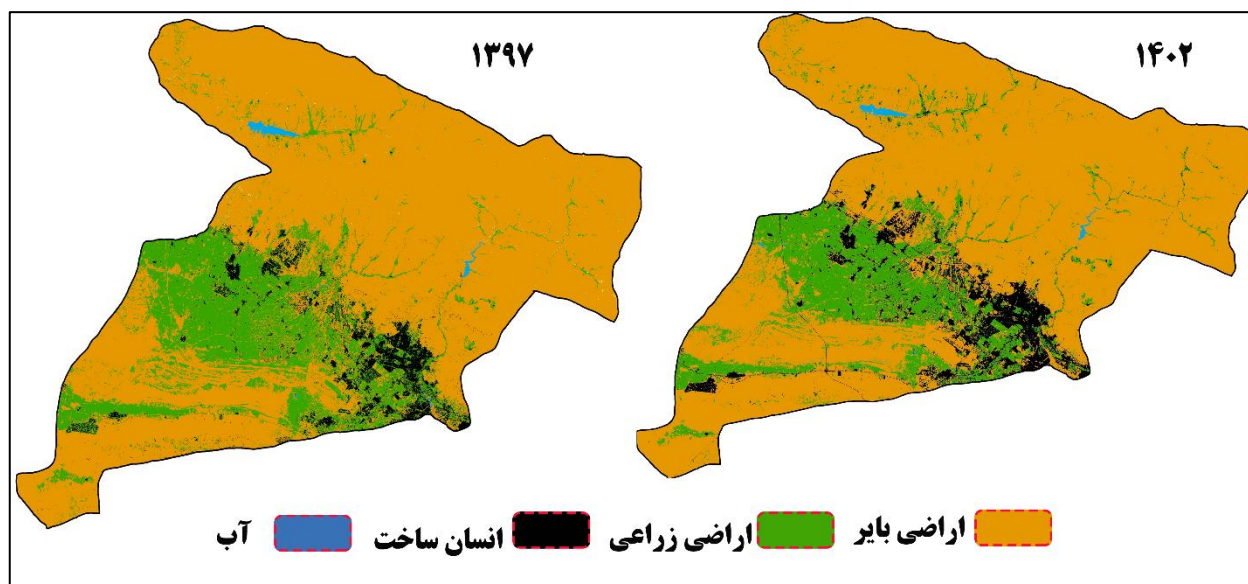 ۱۴۰۲
۱۳۹۷
اراضی بایر
اراضی زراعی
انسان ساخت
آب